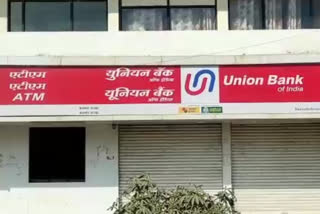 एटीएम
एटीएम
ATM
युनियन बँक
ऑफ इंडिया
यूनियन बैंक
ऑफ इंडिया
Union Bank
of India